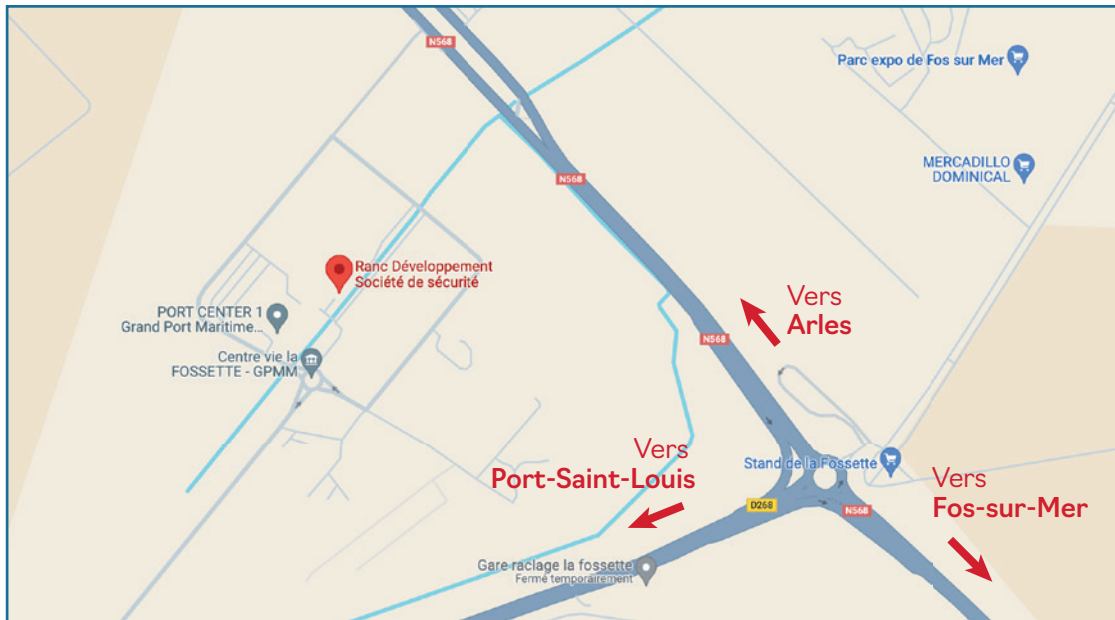 N568
Parc expo de Fos sur Mer
MERCADILLO
DOMINICAL
N568
Ranc Développement
Société de sécurité
PORT CENTER 1
Grand Port Maritime...
Vers
Arles
N568
Centre vie la
FOSSETTE - GPMM
Vers
Port-Saint-Louis
Stand de la Fossette
Vers
Fos-sur-Mer
D268
N568
Gare raclage la fossette
Fermé temporairement